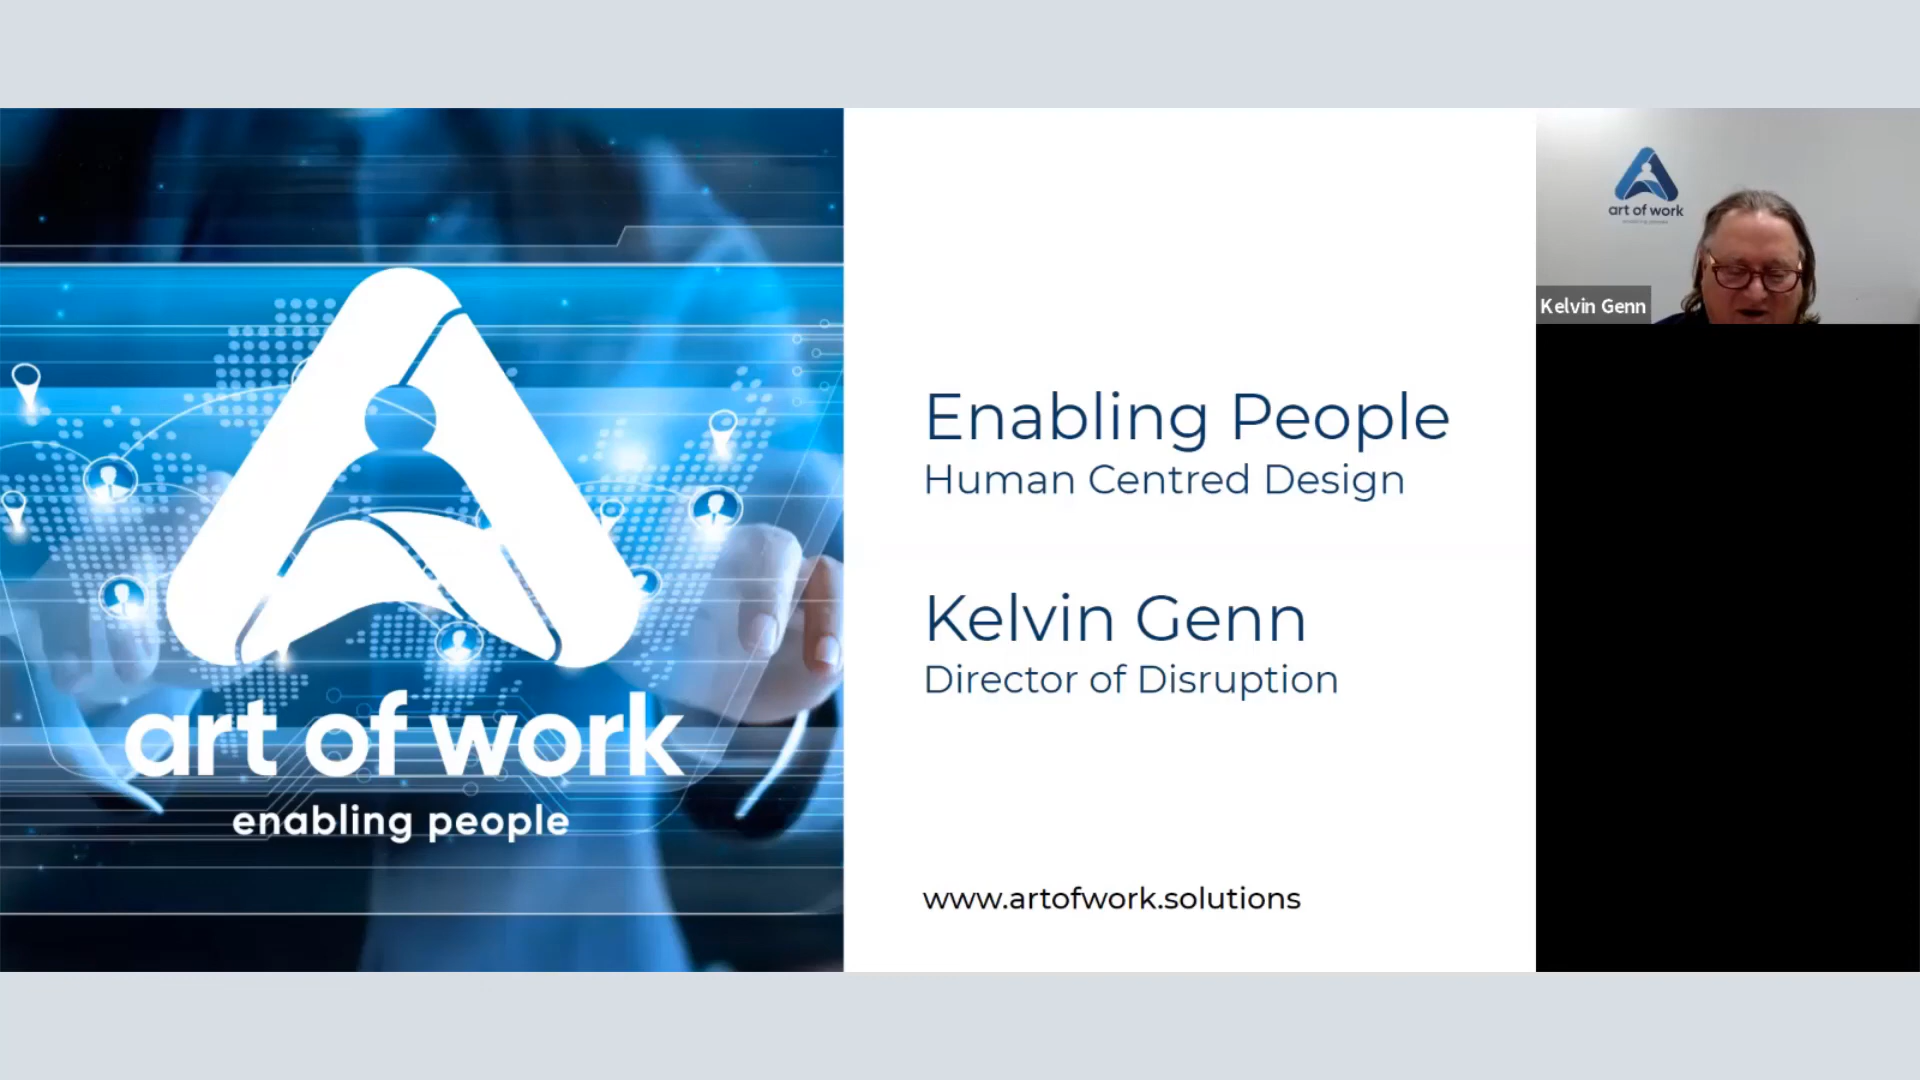 art of work
enabling people
Enabling People
Human Centred Design
Kelvin Genn
Director of Disruption
www.artofwork.solutions
art of work
Kelvin Genn